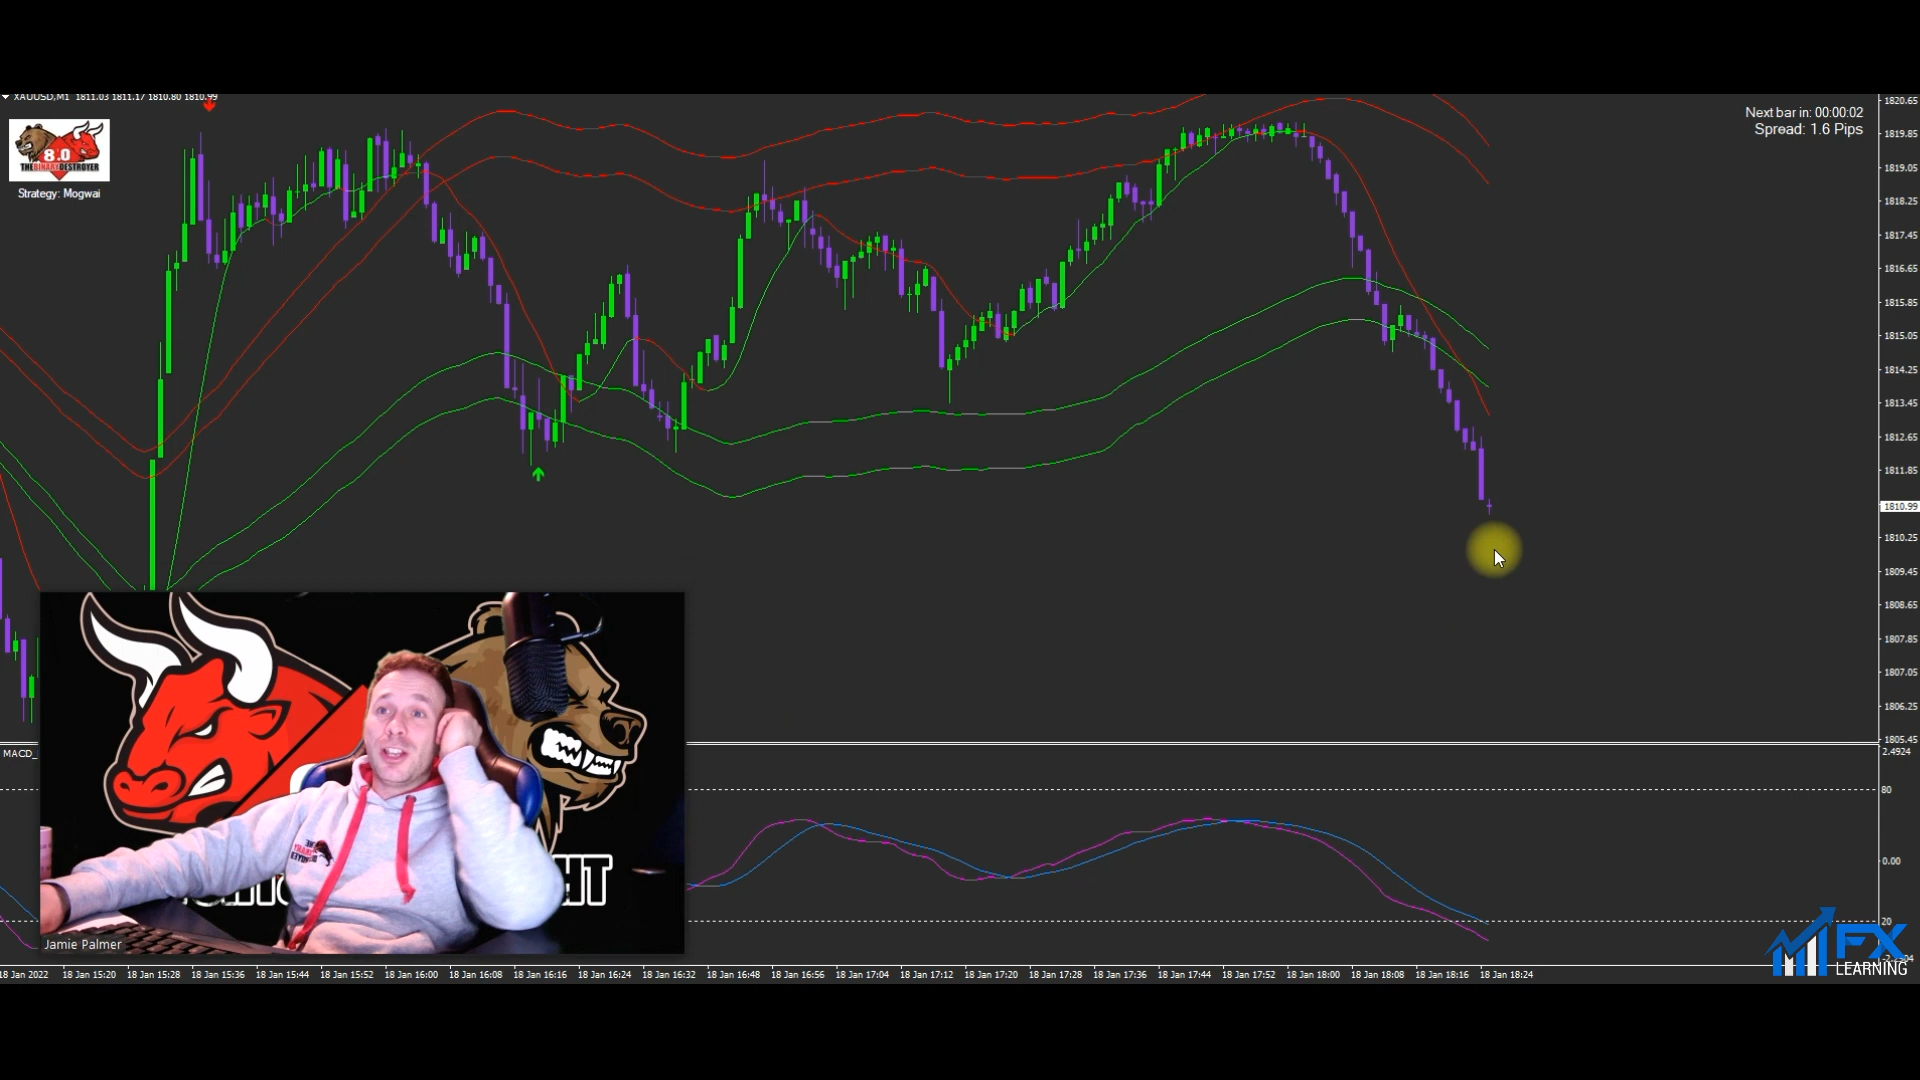 XAUUSD,M1 1811.03 1811.17 1810.80 1810.99
8.0
THE BINARY DESTROYER
Strategy: Mogwai
Next bar in: 00:00:02
Spread: 1.6 Pips
1820.65
1819.85
1819.05
1818.25
1817.45
1816.65
1815.85
1815.05
1814.25
1813.45
1812.65
1811.85
1810.99
1810.25
1809.45
1808.65
1807.85
1807.05
1806.25
1805.45
MACD_
2.4924
80
0.00
20
Jamie Palmer
FX
LEARNING
18 Jan 2022
18 Jan 15:20
18 Jan 15:28
18 Jan 15:36
18 Jan 15:44
18 Jan 15:52
18 Jan 16:00
18 Jan 16:08
18 Jan 16:16
18 Jan 16:24
18 Jan 16:32
18 Jan 16:48
18 Jan 16:56
18 Jan 17:04
18 Jan 17:12
18 Jan 17:20
18 Jan 17:28
18 Jan 17:36
18 Jan 17:44
18 Jan 17:52
18 Jan 18:00
18 Jan 18:08
18 Jan 18:16
18 Jan 18:24